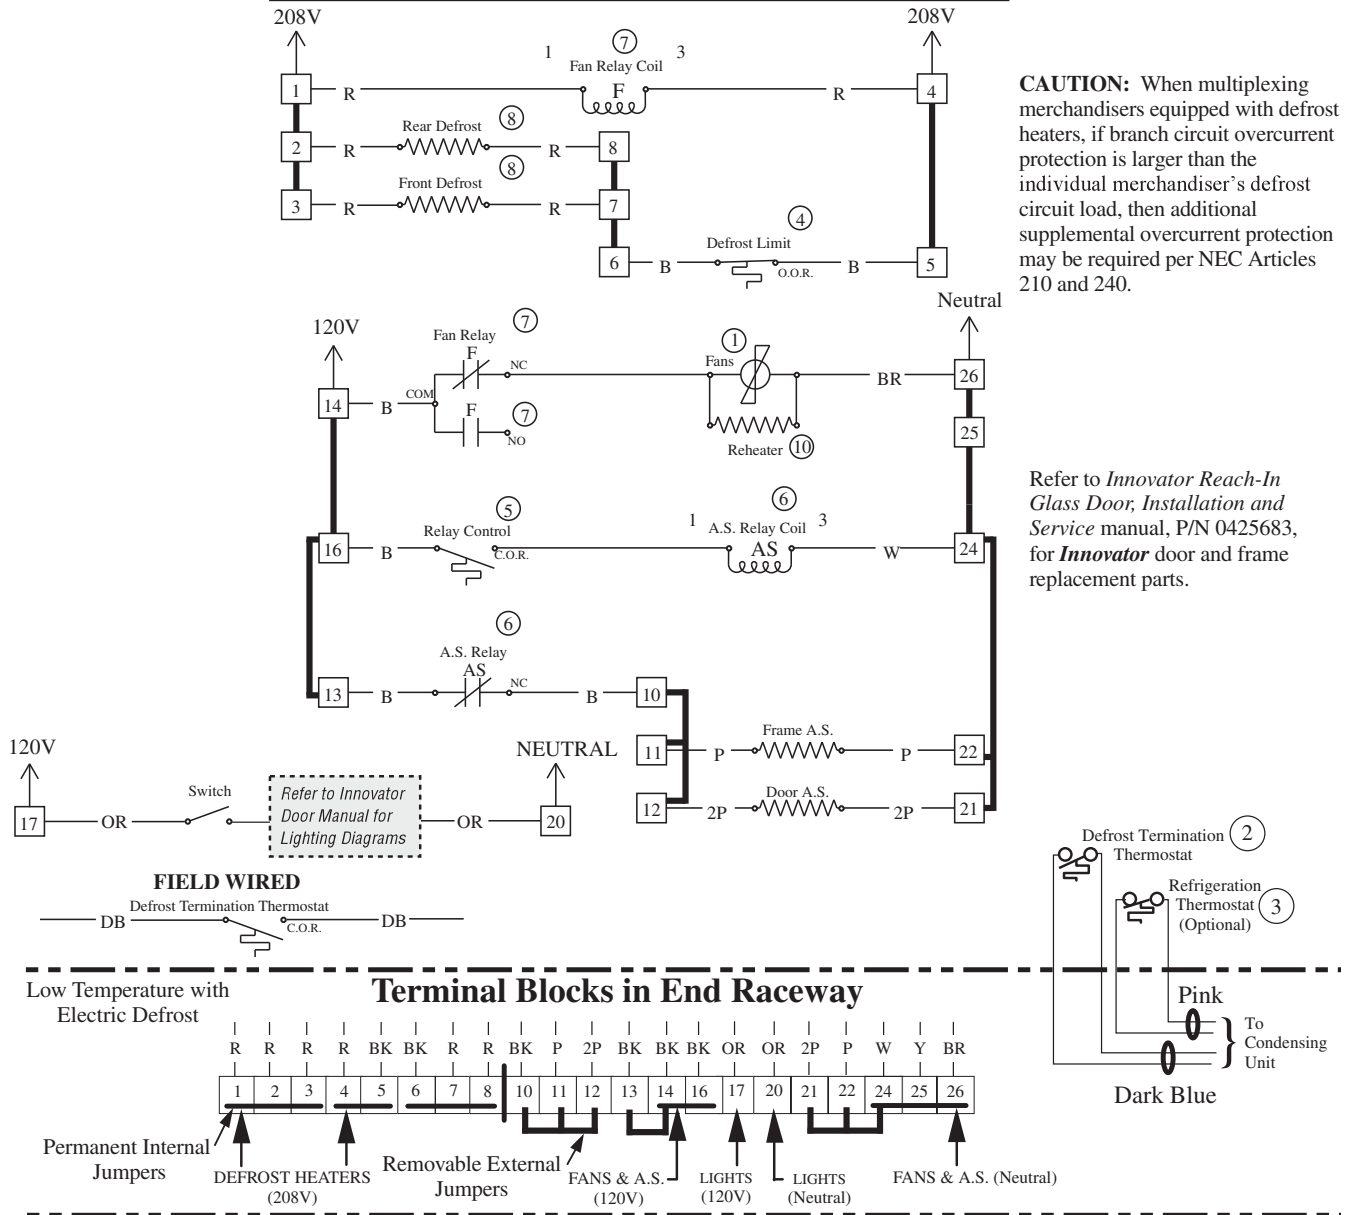 208V
208V
7
1
3
Fan Relay Coil
F
1
R
R
4
CAUTION: When multiplexing
merchandisers equipped with defrost
heaters, if branch circuit overcurrent
protection is larger than the
individual merchandiser's defrost
circuit load, then additional
supplemental overcurrent protection
may be required per NEC Articles
210 and 240.
Rear Defrost
8
2
R
R
8
Front Defrost
8
3
R
R
7
Defrost Limit
4
6
B
O.O.R.
B
5
120V
Neutral
Fan Relay
7
F
NC
Fans
1
BR
26
14
B
COM
F
7
NO
Reheater
10
25
Refer to Innovator Reach-In
Glass Door, Installation and
Service manual, P/N 0425683,
for Innovator door and frame
replacement parts.
Relay Control
5
16
B
C.O.R.
6
1
A.S. Relay Coil
3
AS
W
24
6
A.S. Relay
AS
13
B
NC
B
10
Frame A.S.
11
P
P
22
Door A.S.
12
2P
2P
21
120V
NEUTRAL
Switch
17
OR
Refer to Innovator
Door Manual for
Lighting Diagrams
OR
20
FIELD WIRED
Defrost Termination Thermostat
DB
C.O.R.
DB
Defrost Termination
Thermostat
2
Refrigeration
Thermostat
(Optional)
3
Pink
To
Condensing
Unit
Dark Blue
Low Temperature with
Electric Defrost
Terminal Blocks in End Raceway
R R R R BK BK R R BK P 2P BK BK BK OR OR 2P P W Y BR
1 2 3 4 5 6 7 8 10 11 12 13 14 16 17 20 21 22 24 25 26
Permanent Internal
Jumpers
DEFROST HEATERS
(208V)
Removable External
Jumpers
FANS & A.S.
(120V)
LIGHTS
(120V)
LIGHTS
(Neutral)
FANS & A.S. (Neutral)